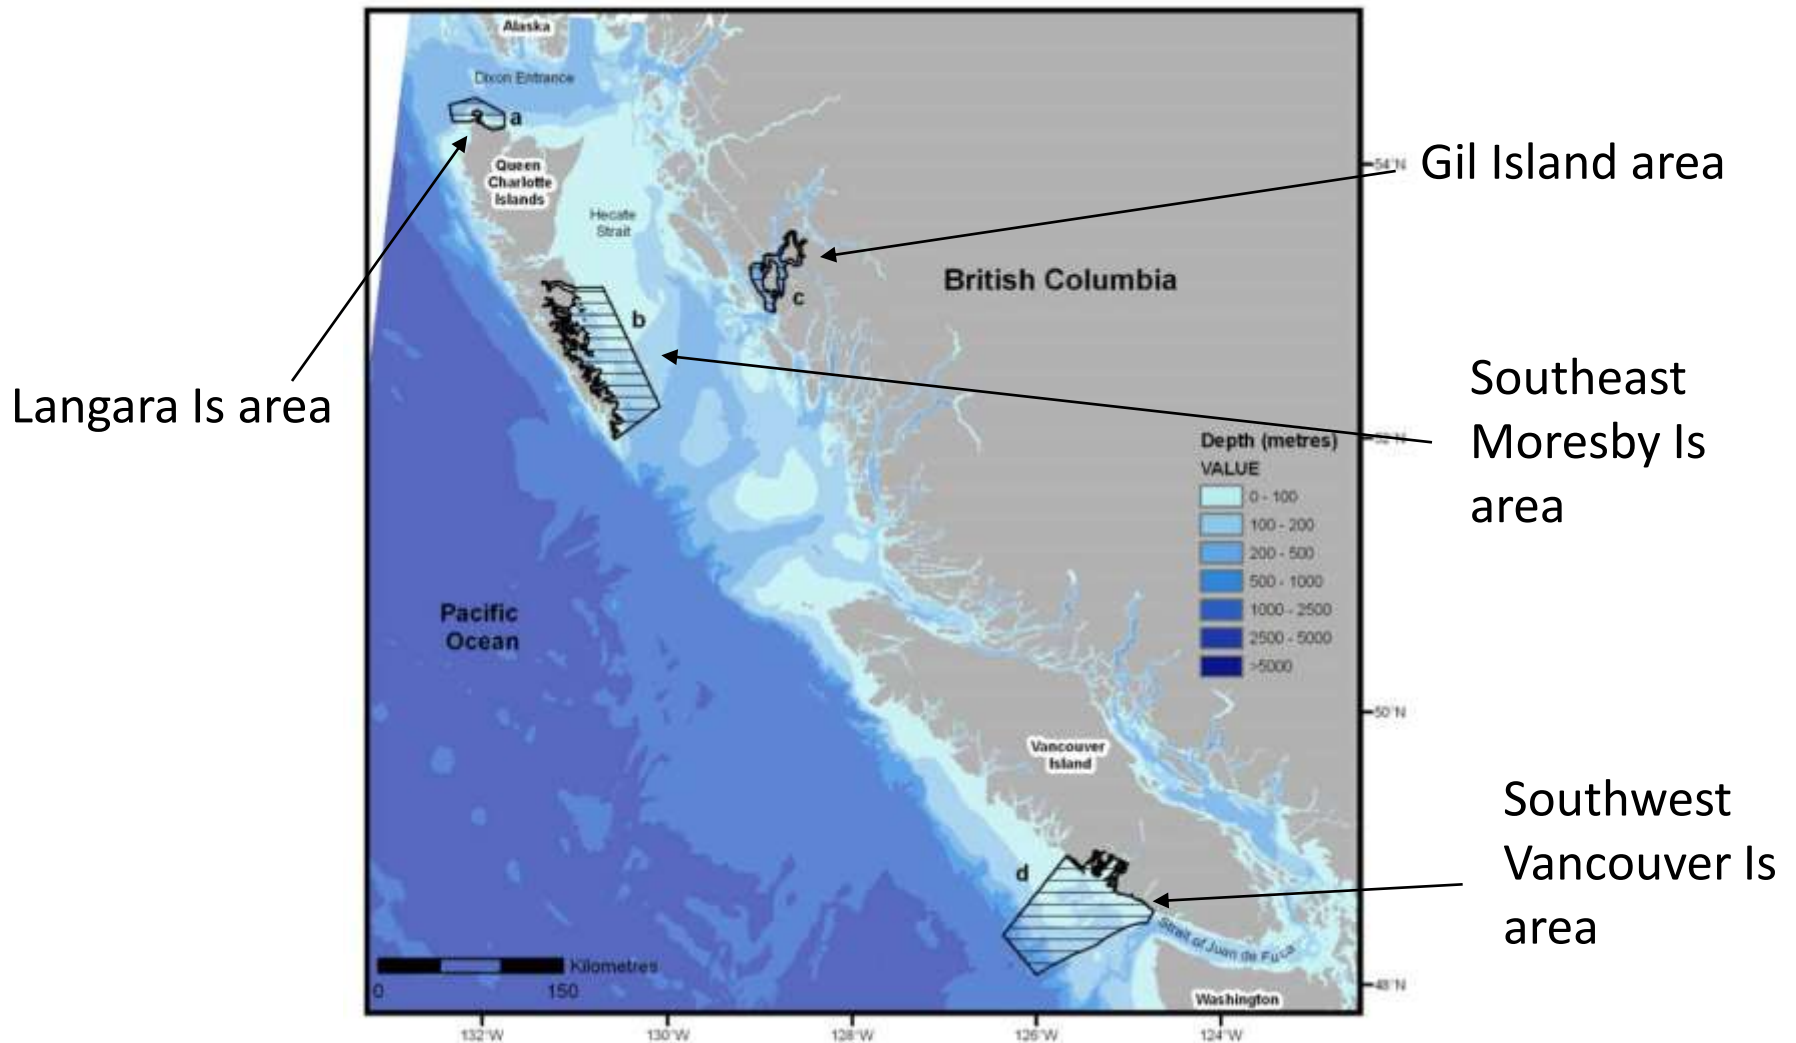 Alaska
Dixon Entrance
a
Queen
Charlotte
Islands
Hecate
Strait
Gil Island area
54°N
British Columbia
c
b
Langara Is area
Southeast
Moresby Is
area
52°N
Depth (metres)
VALUE
0 - 100
100 - 200
200 - 500
500 - 1000
1000 - 2500
2500 - 5000
>5000
Pacific
Ocean
50°N
Vancouver
Island
Southwest
Vancouver Is
area
d
Strait of Juan de Fuca
Kilometres
0 150
48°N
Washington
132°W 130°W 128°W 126°W 124°W